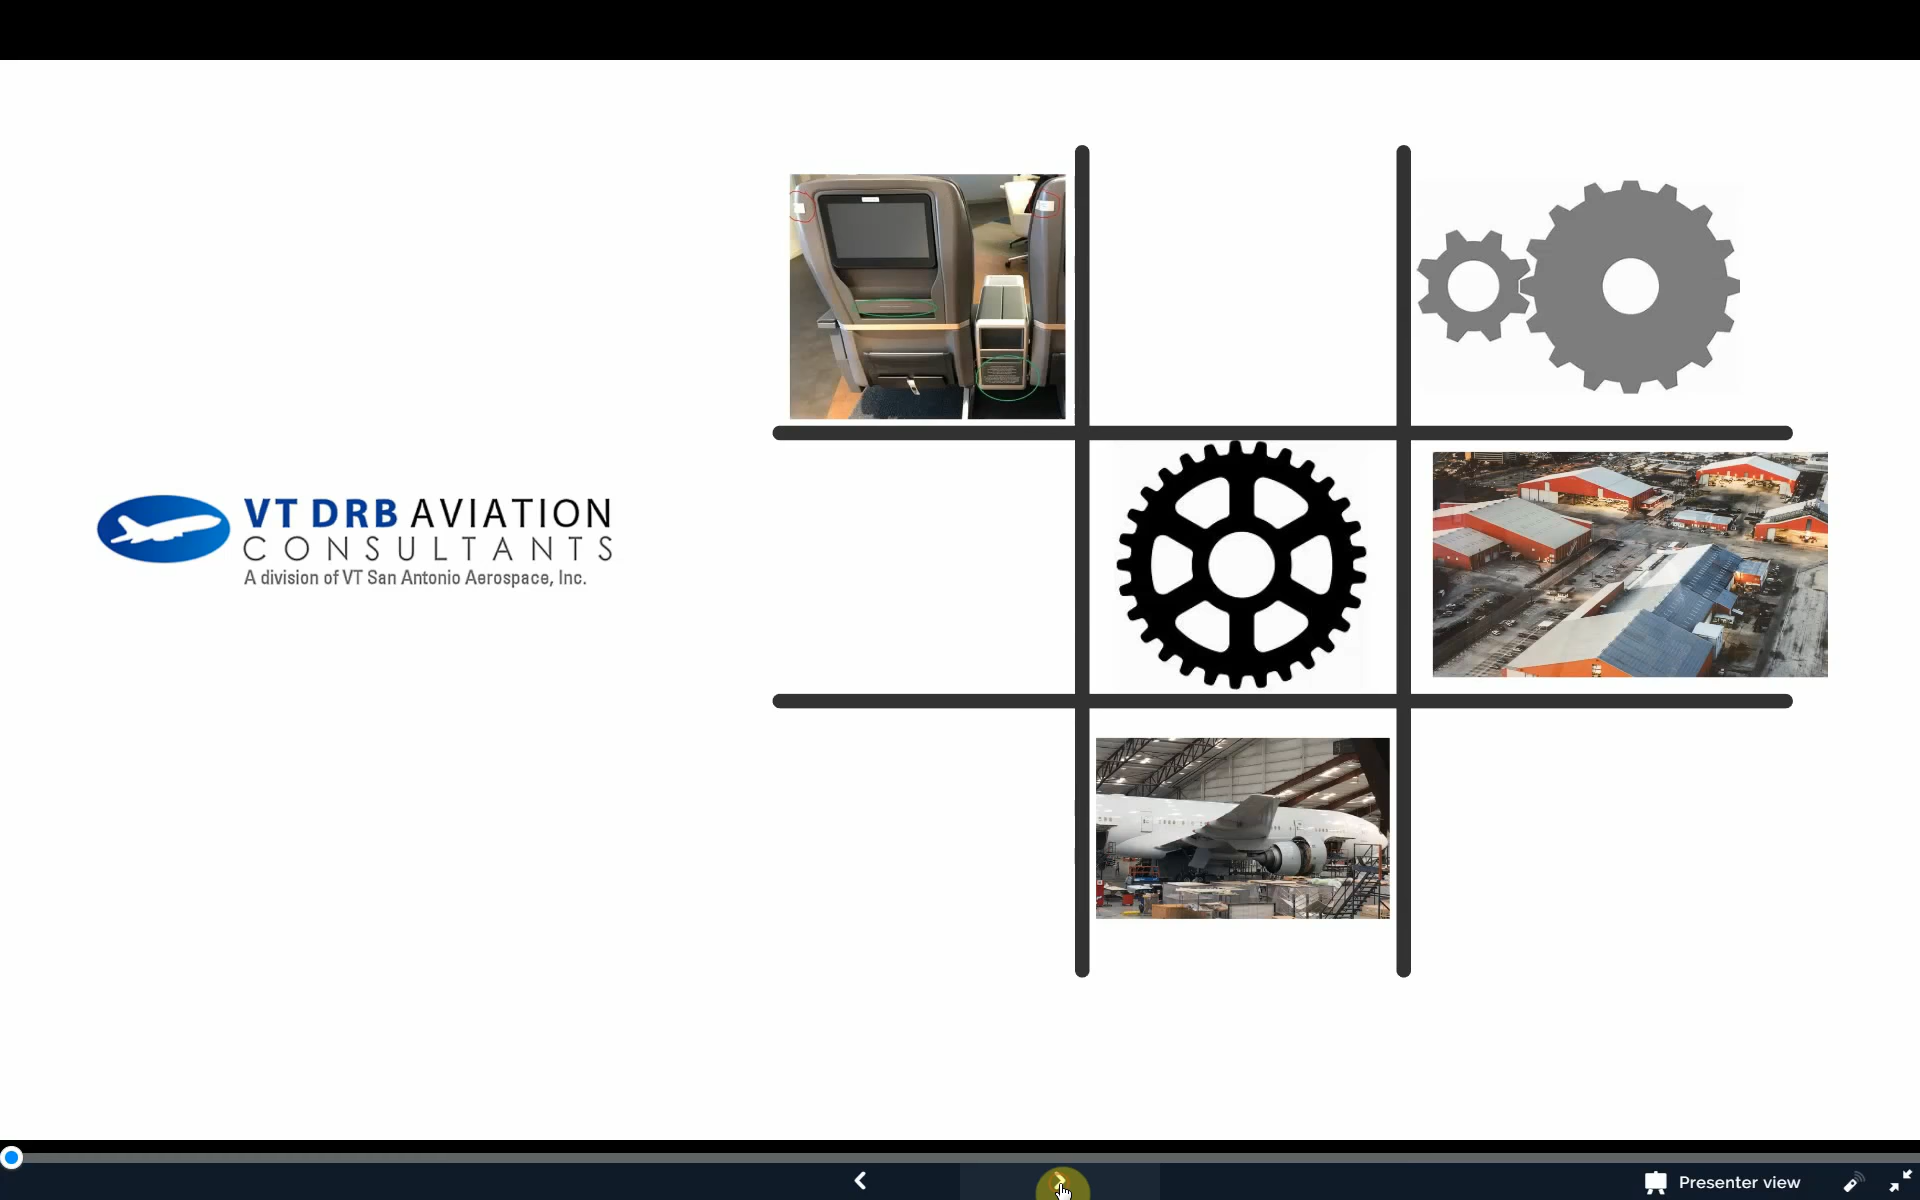 VT DRB AVIATION
CONSULTANTS
A division of VT San Antonio Aerospace, Inc.
Presenter view